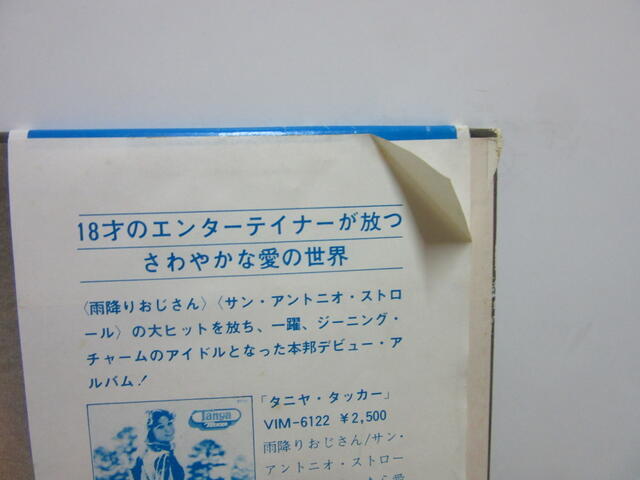 18才のエンターテイナーが放つ
さわやかな愛の世界
〈雨降りおじさん〉〈サン・アントニオ・ストロ
ール〉の大ヒットを放ち、一躍、ジーニング・
チャームのアイドルとなった本邦デビュー・ア
ルバム!
Tanya
Tucker
「タニヤ・タッカー」
VIM-6122 ¥2,500
雨降りおじさん/サン・
アントニオ・ストロー